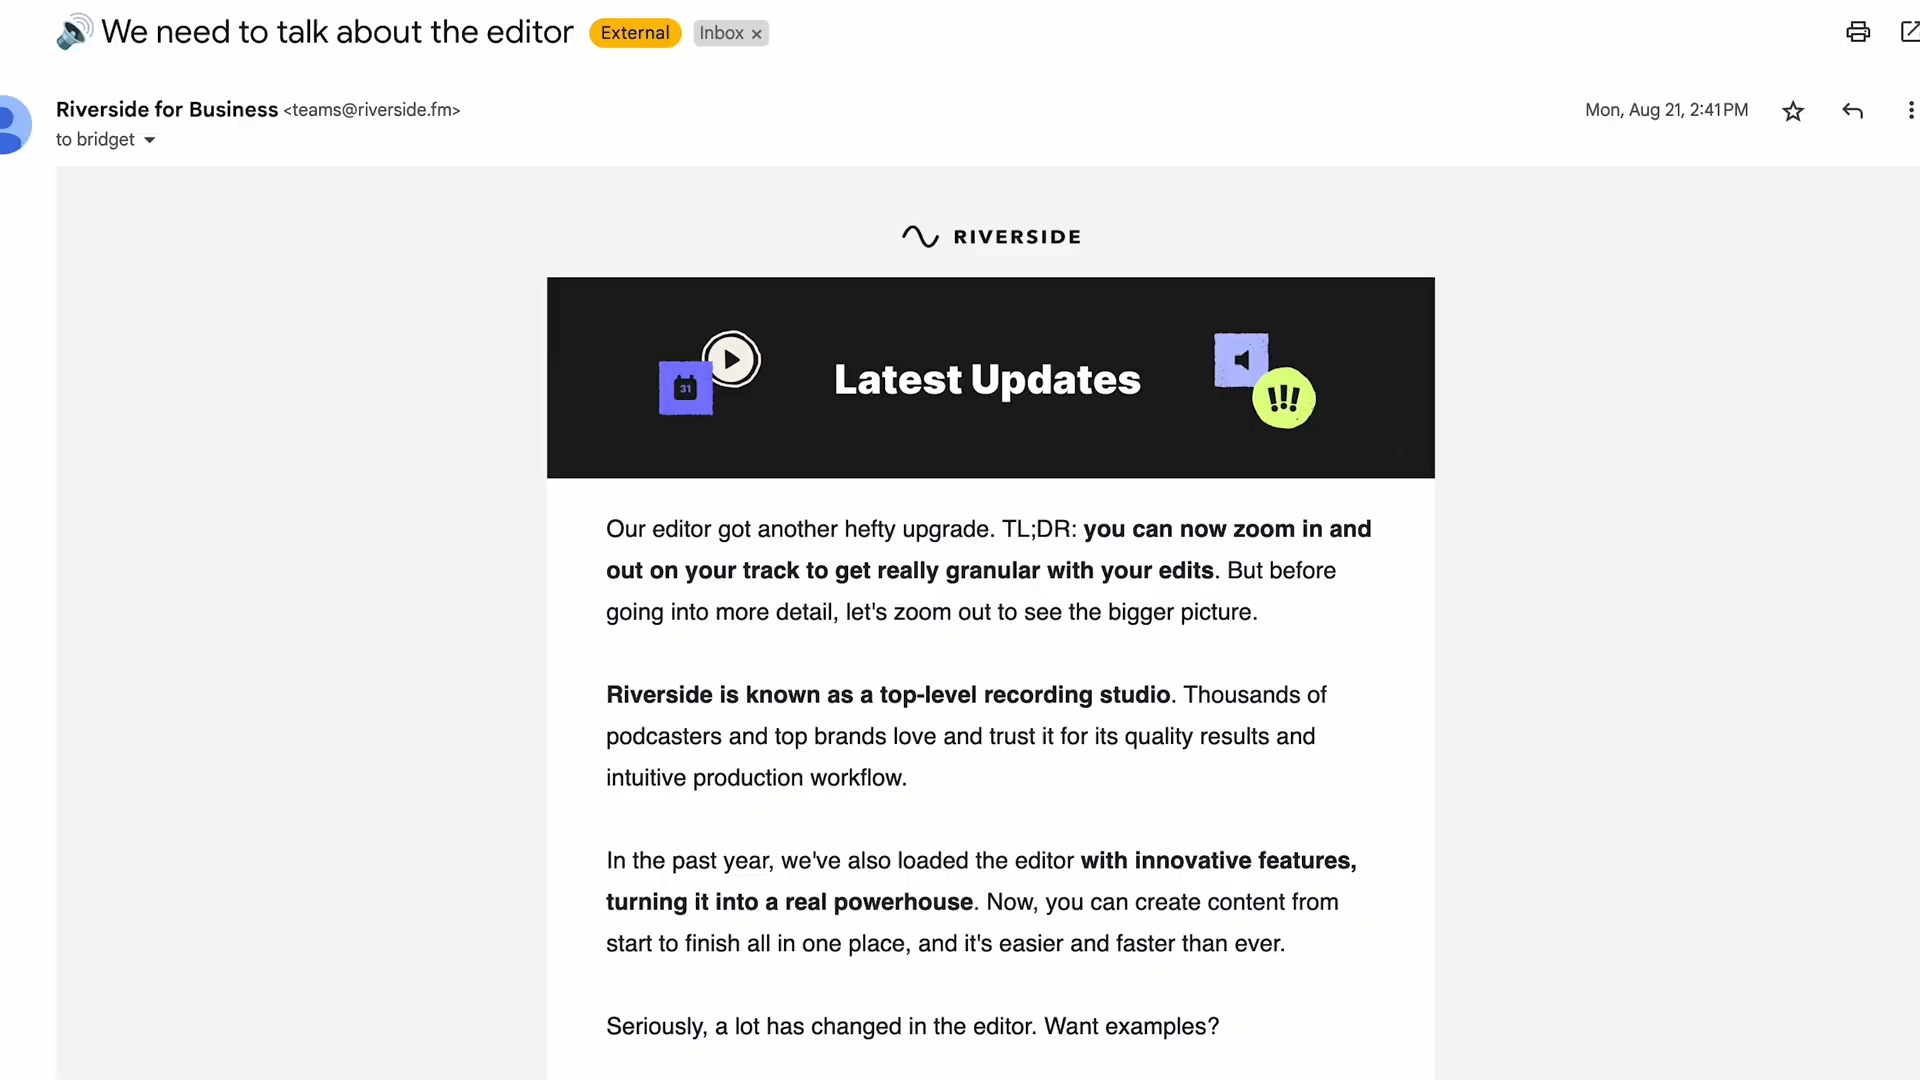 🔊 We need to talk about the editor External Inbox ×
Riverside for Business <teams@riverside.fm> Mon, Aug 21, 2:41 PM
to bridget
RIVERSIDE
31 Latest Updates !!!
Our editor got another hefty upgrade. TL;DR: you can now zoom in and
out on your track to get really granular with your edits. But before
going into more detail, let's zoom out to see the bigger picture.
Riverside is known as a top-level recording studio. Thousands of
podcasters and top brands love and trust it for its quality results and
intuitive production workflow.
In the past year, we've also loaded the editor with innovative features,
turning it into a real powerhouse. Now, you can create content from
start to finish all in one place, and it's easier and faster than ever.
Seriously, a lot has changed in the editor. Want examples?